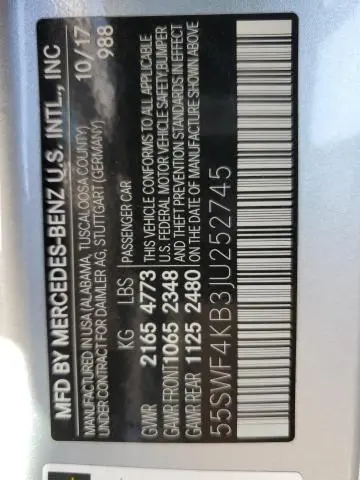 MFD BY MERCEDES-BENZ U.S. INTL., INC
MANUFACTURED IN USA (ALABAMA, TUSCALOOSA COUNTY) 10/17
UNDER CONTRACT FOR DAIMLER AG, STUTTGART (GERMANY) 988
KG LBS PASSENGER CAR
GVWR 2165 4773 THIS VEHICLE CONFORMS TO ALL APPLICABLE
GAWR FRONT 1065 2348 U.S. FEDERAL MOTOR VEHICLE SAFETY, BUMPER
AND THEFT PREVENTION STANDARDS IN EFFECT
GAWR REAR 1125 2480 ON THE DATE OF MANUFACTURE SHOWN ABOVE
55SWF4KB3JU252745